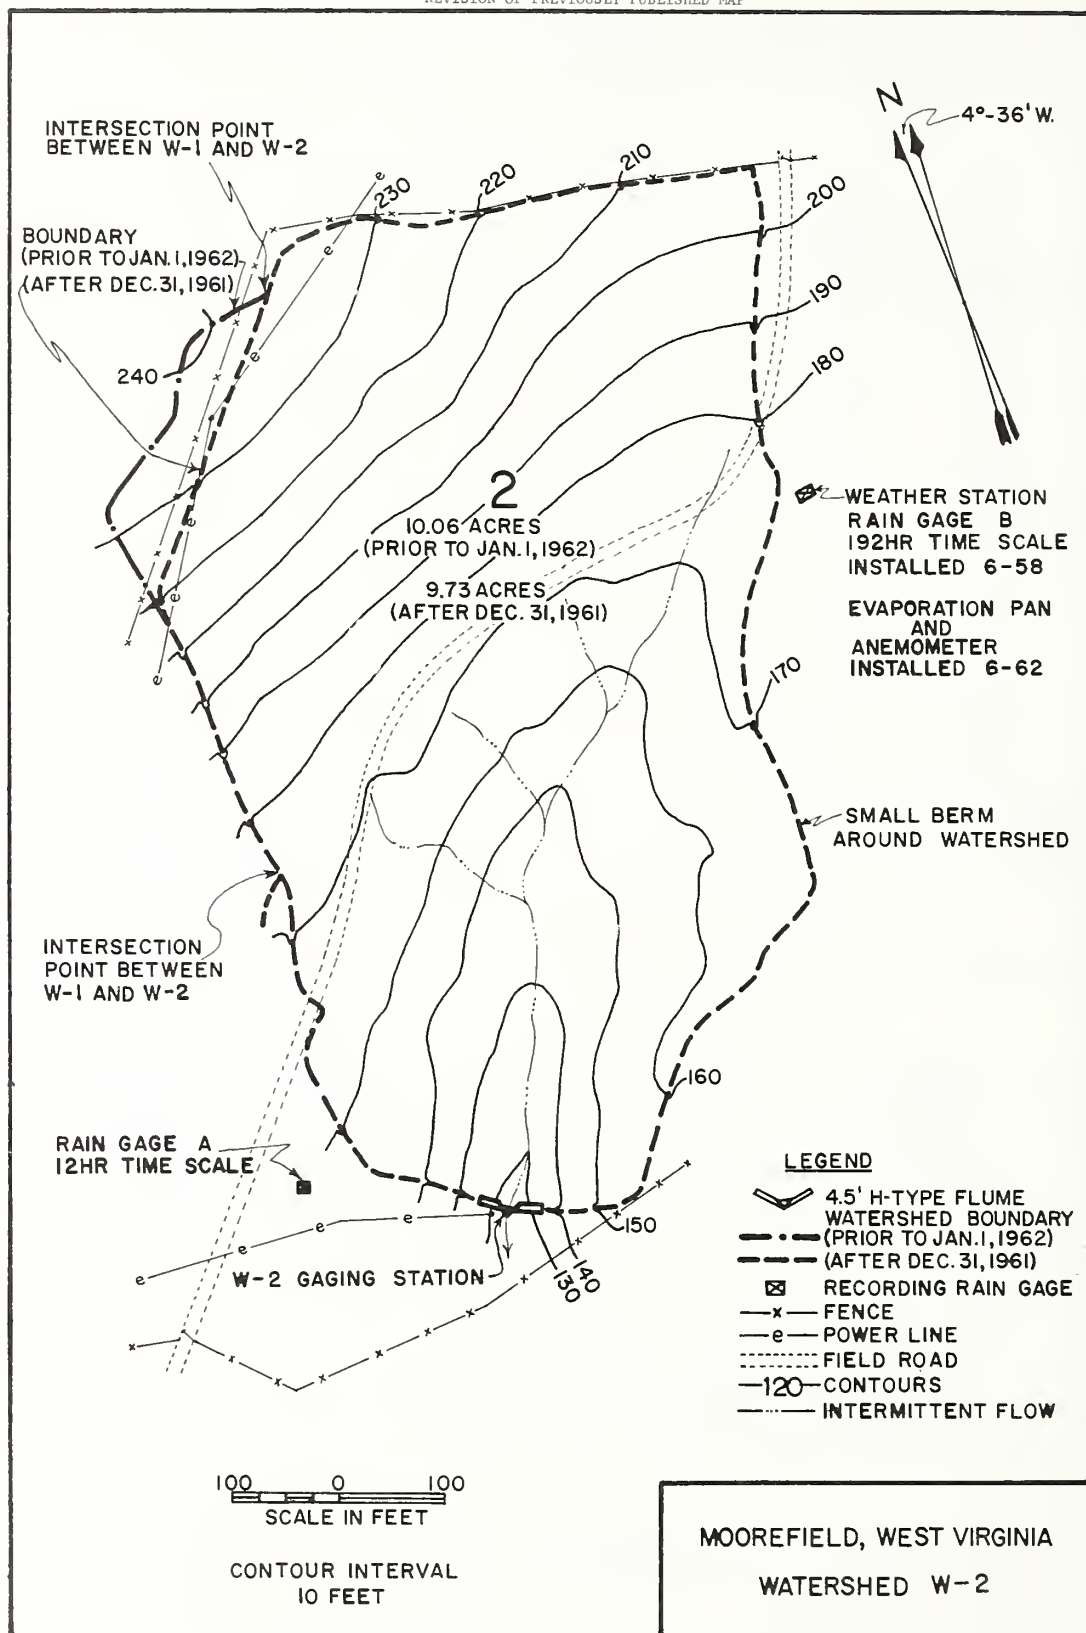 REVISION OF PREVIOUSLY PUBLISHED MAP
N
4°-36' W.
INTERSECTION POINT
BETWEEN W-1 AND W-2
e
230
220
210
200
BOUNDARY
(PRIOR TO JAN. 1, 1962)
(AFTER DEC. 31, 1961)
190
240
180
2
10.06 ACRES
(PRIOR TO JAN. 1, 1962)
9.73 ACRES
(AFTER DEC. 31, 1961)
WEATHER STATION
RAIN GAGE B
192HR TIME SCALE
INSTALLED 6-58
EVAPORATION PAN
AND
ANEMOMETER
INSTALLED 6-62
170
SMALL BERM
AROUND WATERSHED
INTERSECTION
POINT BETWEEN
W-1 AND W-2
160
RAIN GAGE A
12HR TIME SCALE
150
140
130
W-2 GAGING STATION
LEGEND
4.5' H-TYPE FLUME
WATERSHED BOUNDARY
(PRIOR TO JAN. 1, 1962)
(AFTER DEC. 31, 1961)
RECORDING RAIN GAGE
x FENCE
e POWER LINE
FIELD ROAD
120 CONTOURS
INTERMITTENT FLOW
100 0 100
SCALE IN FEET
CONTOUR INTERVAL
10 FEET
MOOREFIELD, WEST VIRGINIA
WATERSHED W-2